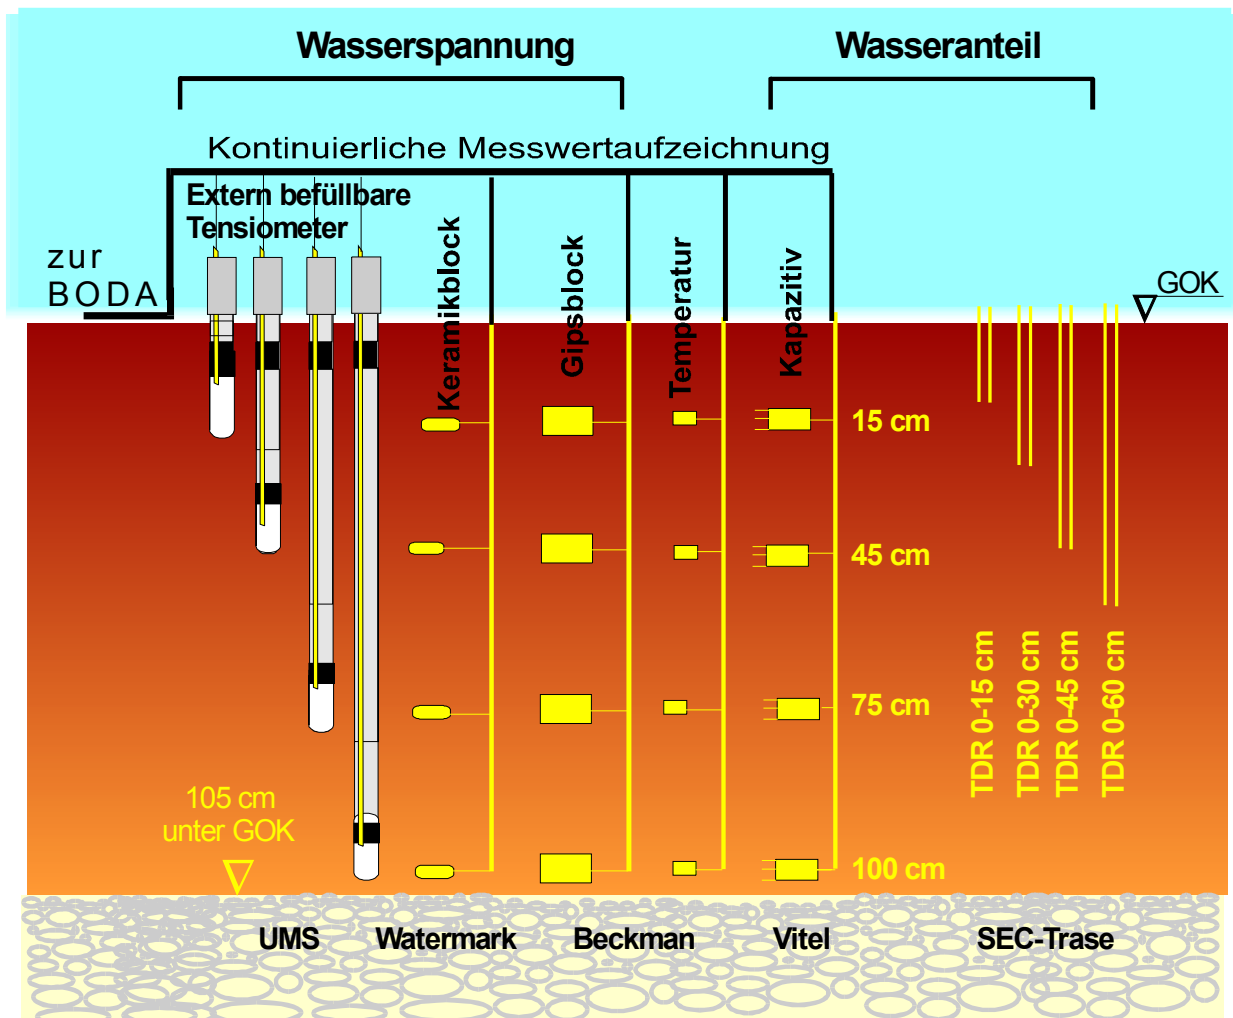 Wasserspannung
Wasseranteil
Kontinuierliche Messwertaufzeichnung
Extern befüllbare
Tensiometer
zur
BODA
Keramikblock
Gipsblock
Temperatur
Kapazitiv
GOK
15 cm
45 cm
75 cm
100 cm
TDR 0-15 cm
TDR 0-30 cm
TDR 0-45 cm
TDR 0-60 cm
105 cm
unter GOK
UMS
Watermark
Beckman
Vitel
SEC-Trase